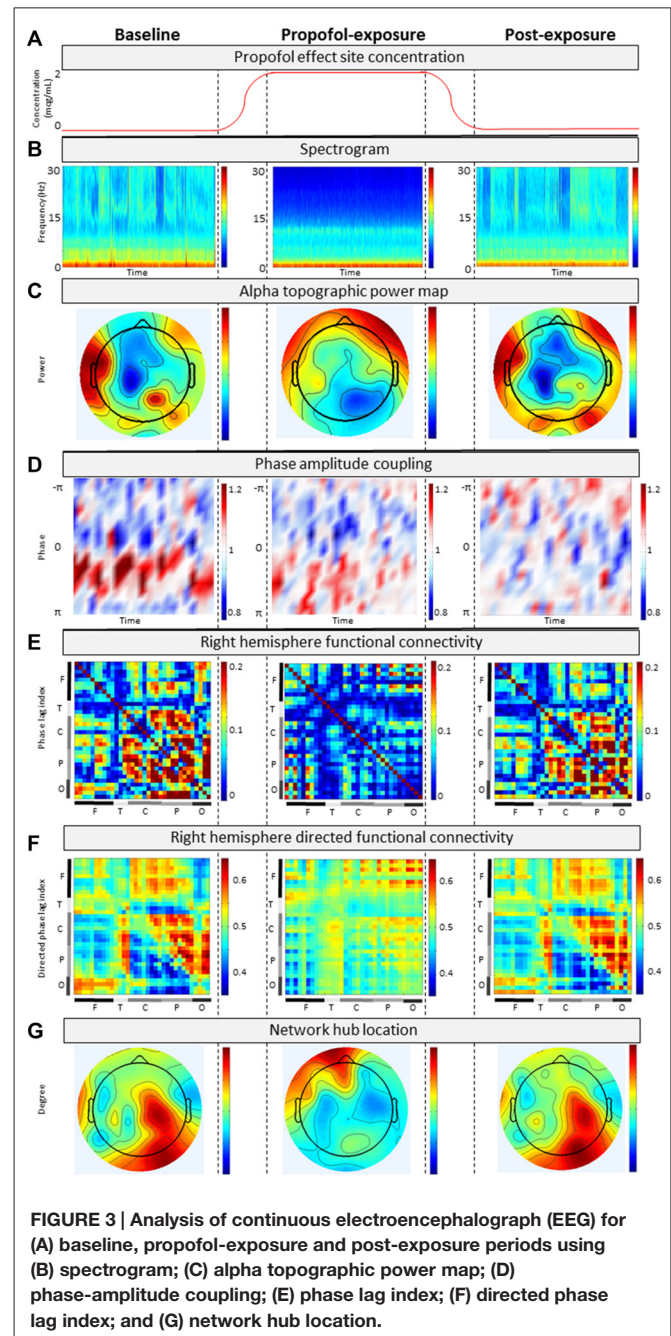 Baseline Propofol-exposure Post-exposure
A
Propofol effect site concentration
Concentration
(mcg/mL)
2
0
B
Spectrogram
Frequency(Hz)
30
15
0
30
15
0
30
15
0
Time Time Time
C
Alpha topographic power map
Power
D
Phase amplitude coupling
Phase
-π
0
π
1.2
1
0.8
-π
0
π
1.2
1
0.8
-π
0
π
1.2
1
0.8
Time Time Time
E
Right hemisphere functional connectivity
Phase lag index
F
T
C
P
O
0.2
0.1
0
F
T
C
P
O
0.2
0.1
0
F
T
C
P
O
0.2
0.1
0
F T C P O F T C P O F T C P O
F
Right hemisphere directed functional connectivity
Directed phase lag index
F
T
C
P
O
0.6
0.5
0.4
F
T
C
P
O
0.6
0.5
0.4
F
T
C
P
O
0.6
0.5
0.4
F T C P O F T C P O F T C P O
G
Network hub location
Degree
FIGURE 3 | Analysis of continuous electroencephalograph (EEG) for
(A) baseline, propofol-exposure and post-exposure periods using
(B) spectrogram; (C) alpha topographic power map; (D)
phase-amplitude coupling; (E) phase lag index; (F) directed phase
lag index; and (G) network hub location.